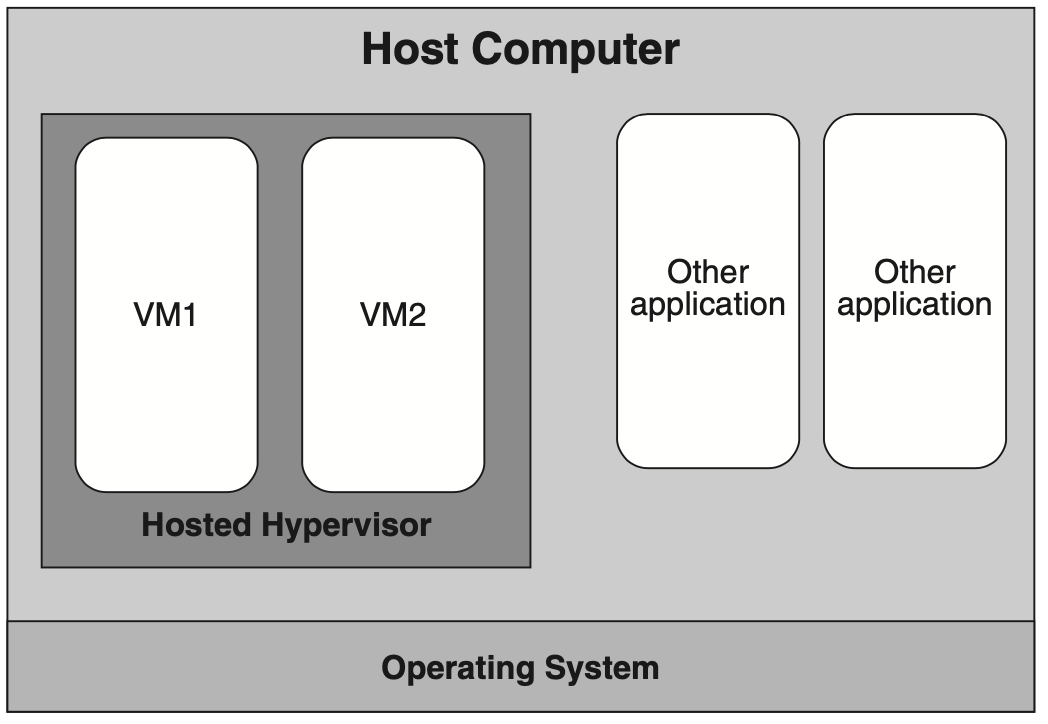 Host Computer
VM1
VM2
Hosted Hypervisor
Other
application
Other
application
Operating System